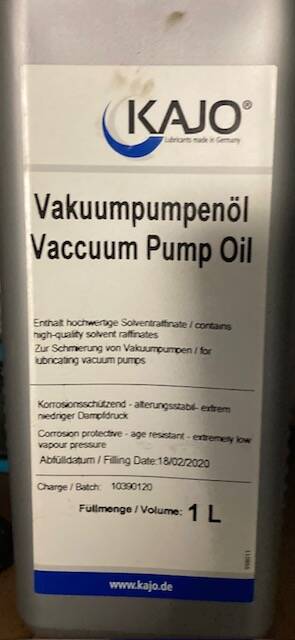 KAJO®
Lubricants made in Germany
Vakuumpumpenöl
Vaccuum Pump Oil
Enthält hochwertige Solventraffinate / contains
high-quality solvent raffinates
Zur Schmierung von Vakuumpumpen / for
lubricating vacuum pumps
Korrosionsschützend - alterungsstabil- extrem
niedriger Dampfdruck
Corrosion protective - age resistant - extremely low
vapour pressure
Abfülldatum / Filling Date:18/02/2020
Charge / Batch: 10390120
Füllmenge / Volume: 1 L
www.kajo.de